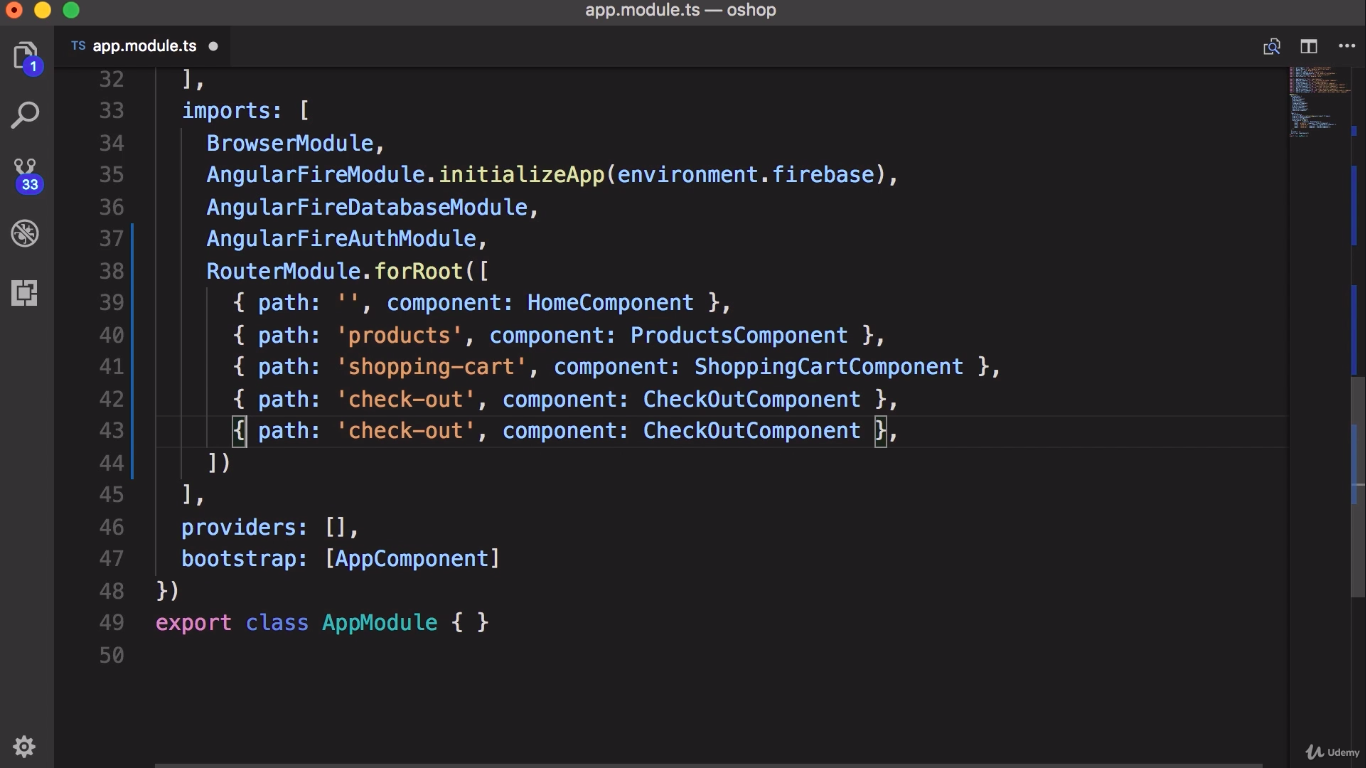 app.module.ts — oshop
TS app.module.ts
1
33
32 ],
33 imports: [
34 BrowserModule,
35 AngularFireModule.initializeApp(environment.firebase),
36 AngularFireDatabaseModule,
37 AngularFireAuthModule,
38 RouterModule.forRoot([
39 { path: '', component: HomeComponent },
40 { path: 'products', component: ProductsComponent },
41 { path: 'shopping-cart', component: ShoppingCartComponent },
42 { path: 'check-out', component: CheckOutComponent },
43 { path: 'check-out', component: CheckOutComponent },
44 ])
45 ],
46 providers: [],
47 bootstrap: [AppComponent]
48 })
49 export class AppModule { }
50
Udemy